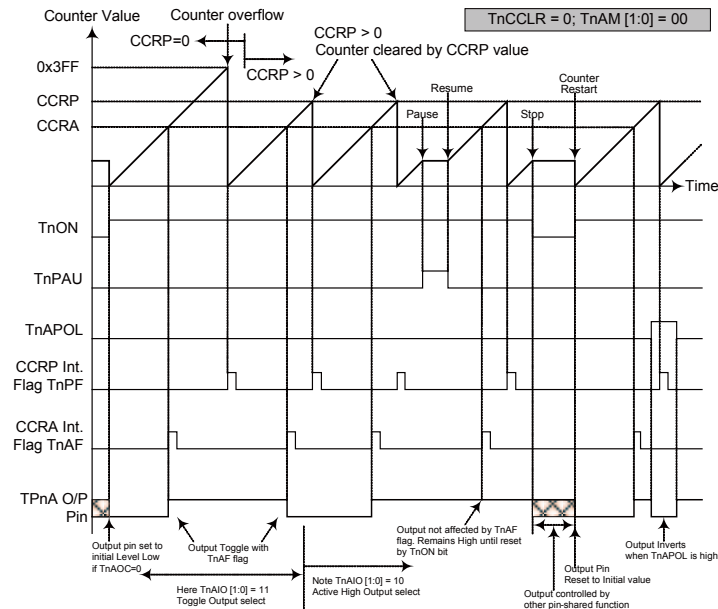 Counter Value
Counter overflow
TnCCLR = 0; TnAM [1:0] = 00
CCRP=0
CCRP > 0
CCRP > 0
Counter cleared by CCRP value
0x3FF
CCRP
CCRA
Pause
Resume
Stop
Counter
Restart
Time
TnON
TnPAU
TnAPOL
CCRP Int.
Flag TnPF
CCRA Int.
Flag TnAF
TPnA O/P
Pin
Output pin set to
initial Level Low
if TnAOC=0
Output Toggle with
TnAF flag
Output not affected by TnAF
flag. Remains High until reset
by TnON bit
Output Inverts
when TnAPOL is high
Output Pin
Reset to Initial value
Here TnAIO [1:0] = 11
Toggle Output select
Note TnAIO [1:0] = 10
Active High Output select
Output controlled by
other pin-shared function